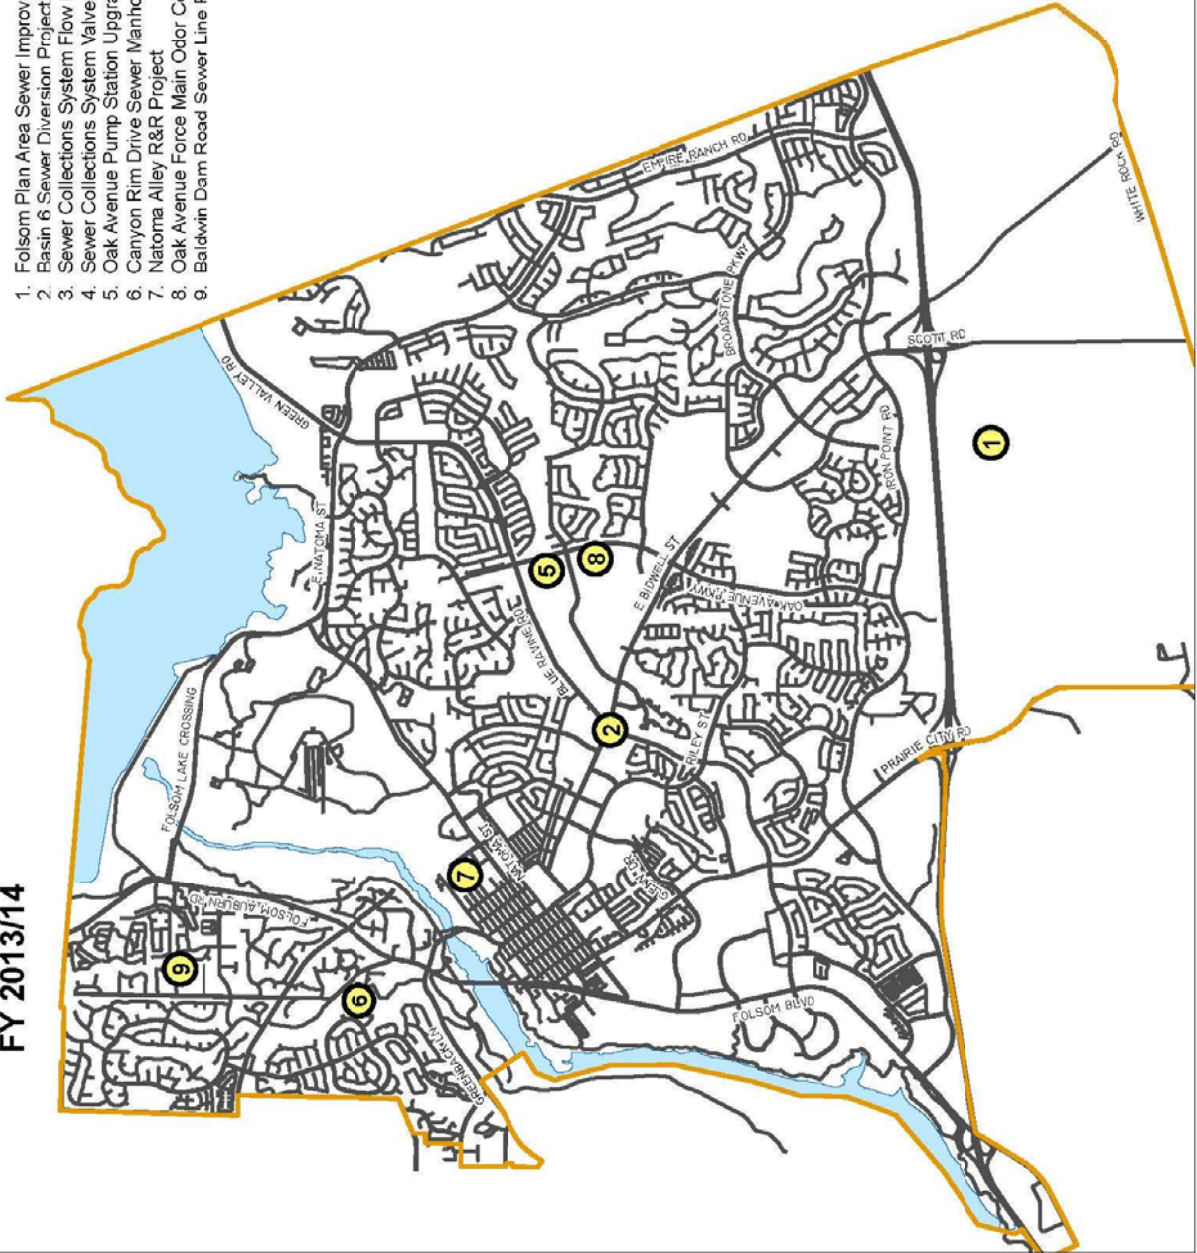 FY 2013/14
1. Folsom Plan Area Sewer Improv
2. Basin 6 Sewer Diversion Project
3. Sewer Collections System Flow
4. Sewer Collections System Valve
5. Oak Avenue Pump Station Upgra
6. Canyon Rim Drive Sewer Manho
7. Natoma Alley R&R Project
8. Oak Avenue Force Main Odor Co
9. Baldwin Dam Road Sewer Line
GREEN VALLEY RD
E NATOMA ST
FOLSOM LAKE CROSSING
FOLSOM AUBURN RD
9
6
GREENBACK LN
7
NATOMA ST
GLENN DR
FOLSOM BLVD
BLUE RAVINE RD
2
RILEY ST
5
8
E BIDWELL ST
OAK AVENUE PKWY
PRAIRIE CITY RD
EMPIRE RANCH RD
BROADSTONE PKWY
IRON POINT RD
SCOTT RD
WHITE ROCK RD
1